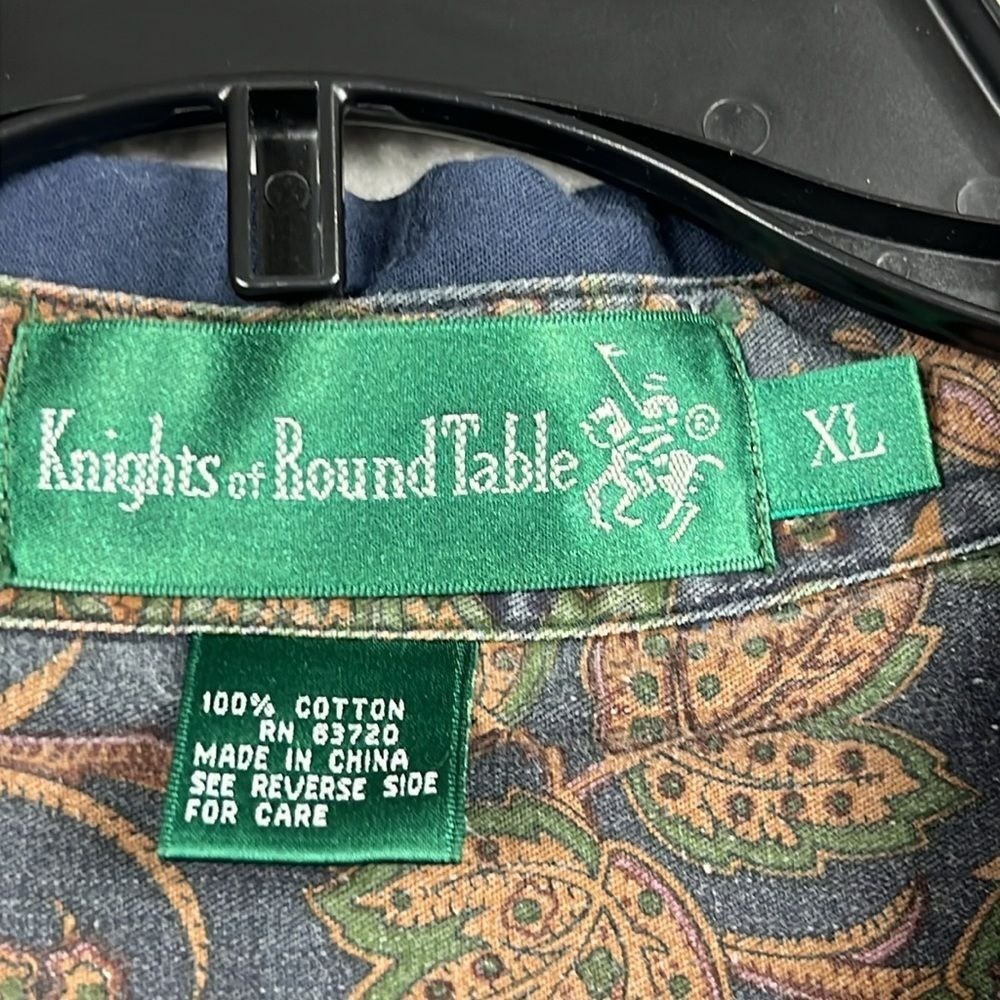 Knights of Round Table ®
XL
100% COTTON
RN 63720
MADE IN CHINA
SEE REVERSE SIDE
FOR CARE